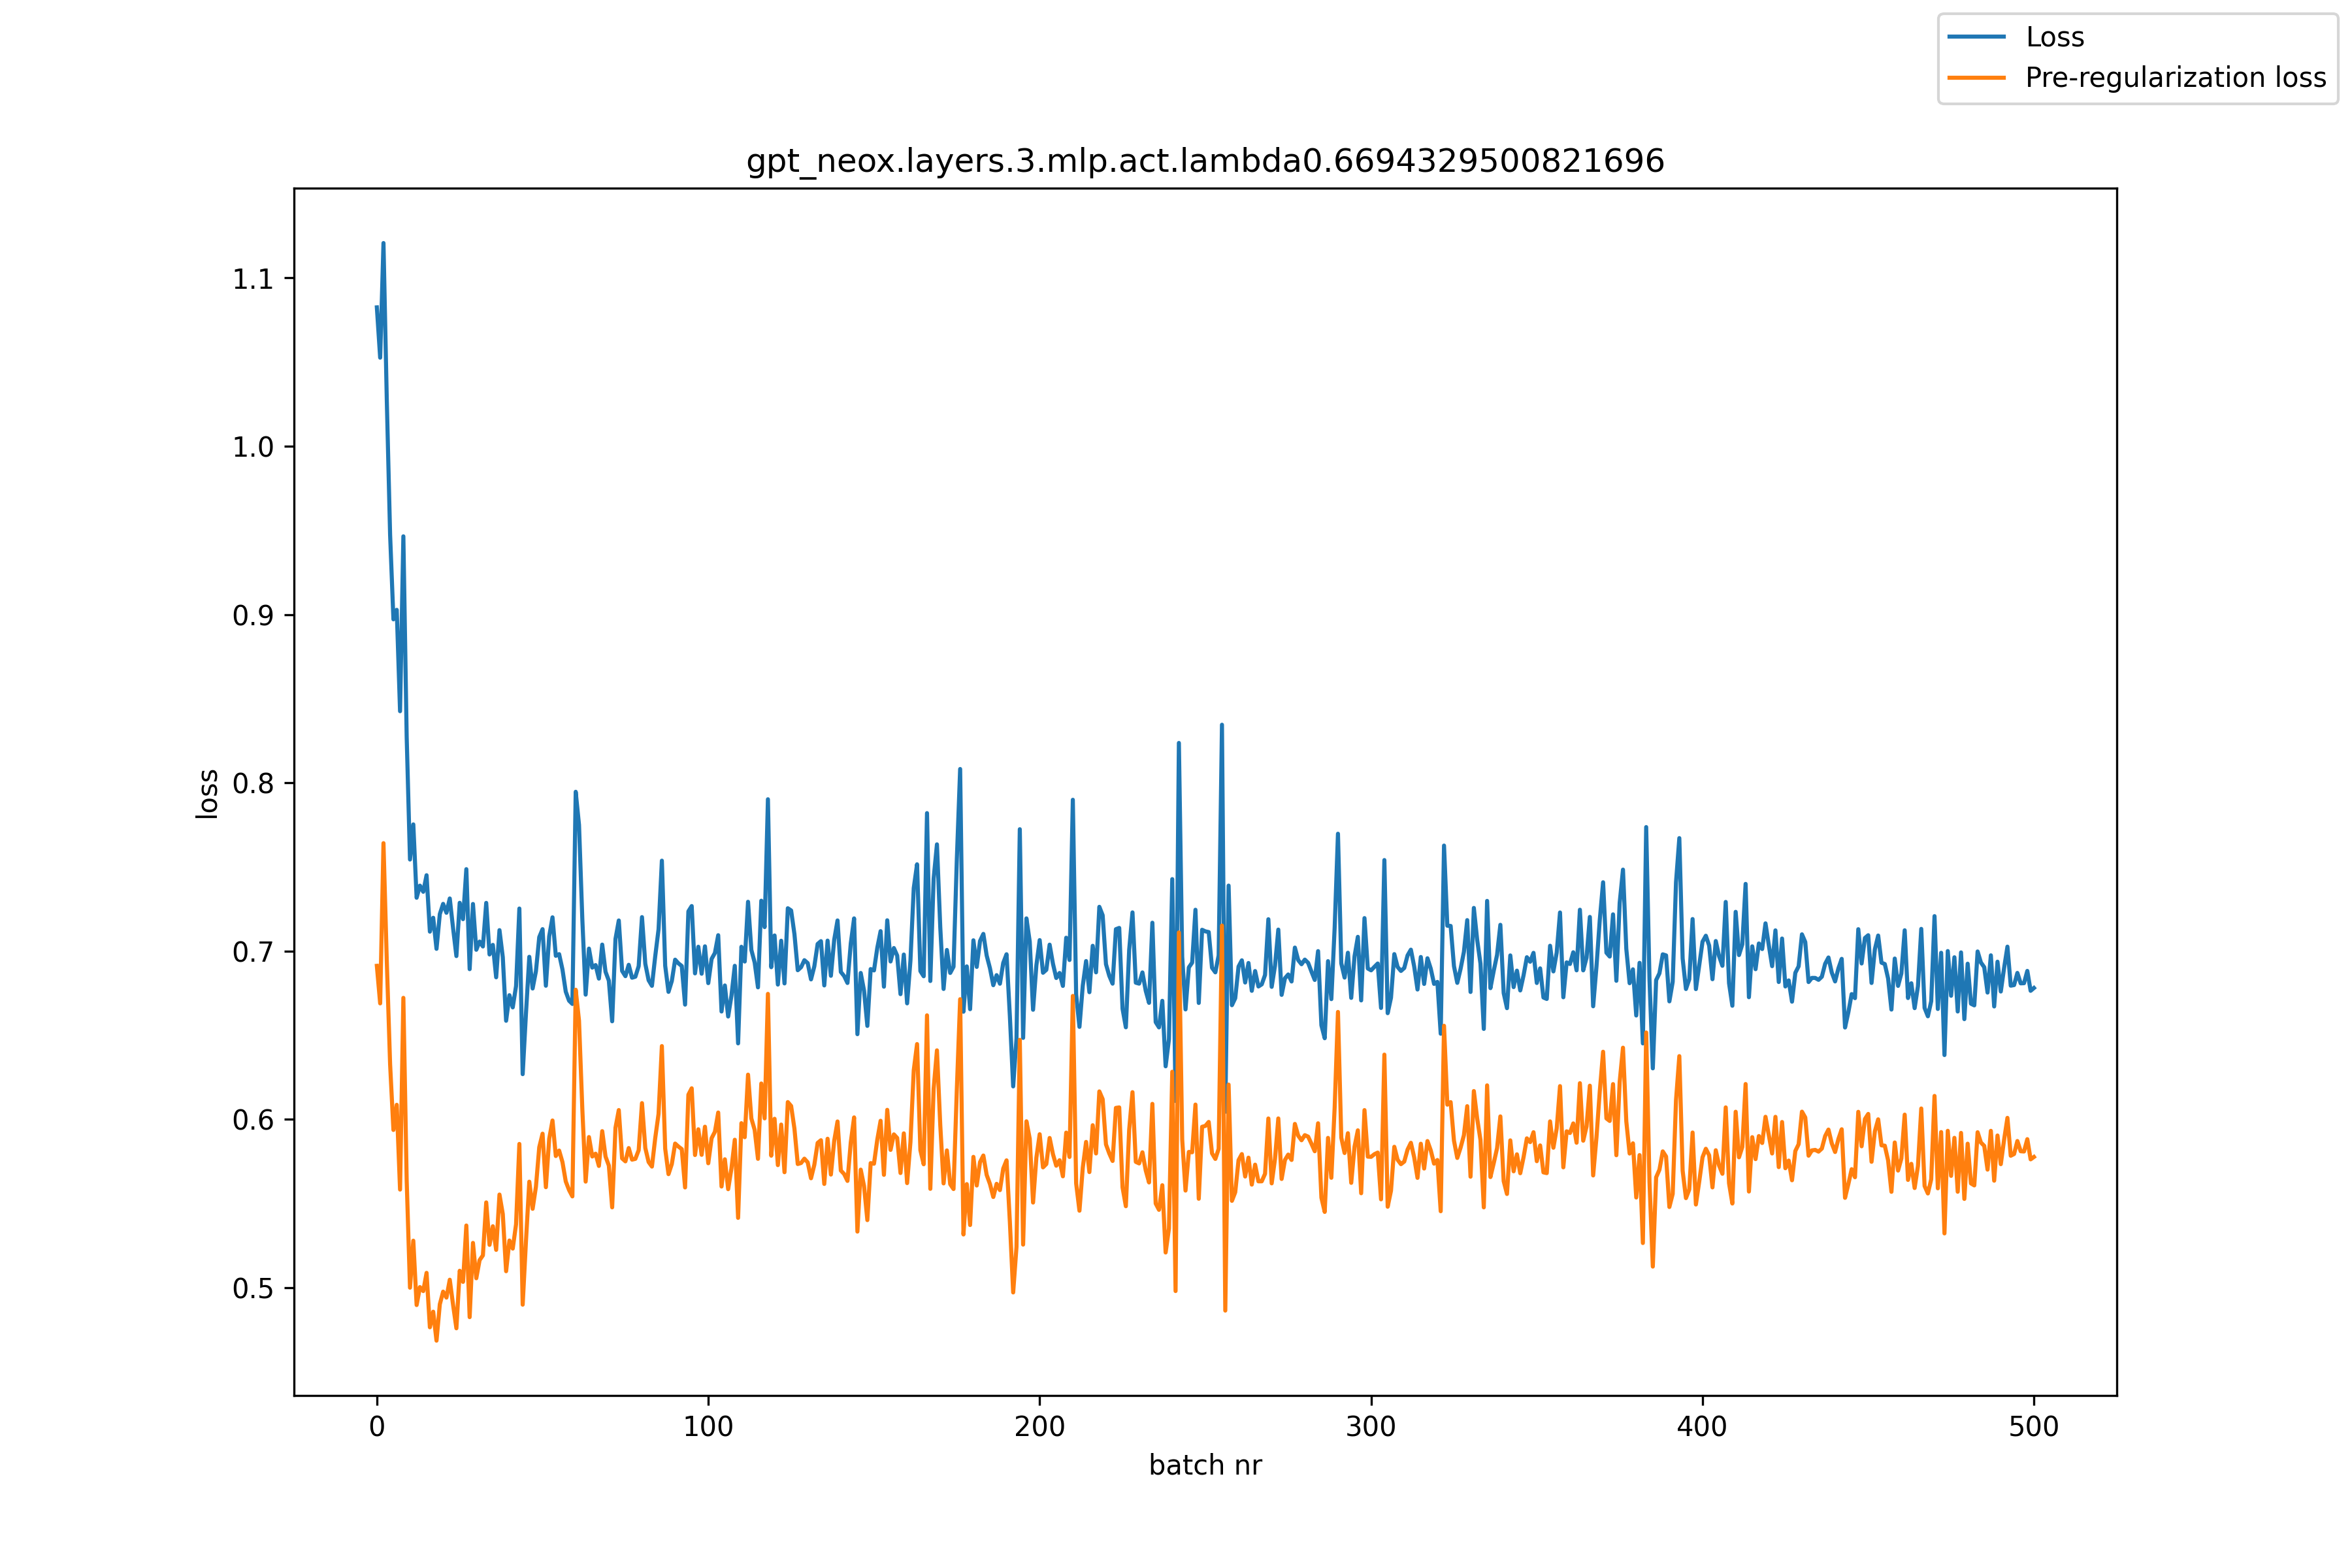 Loss
Pre-regularization loss
gpt_neox.layers.3.mlp.act.lambda0.6694329500821696
1.1
1.0
0.9
0.8
0.7
0.6
0.5
loss
0 100 200 300 400 500
batch nr